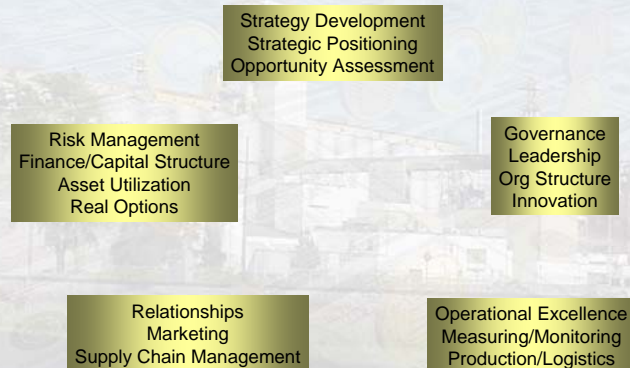 Strategy Development
Strategic Positioning
Opportunity Assessment
Risk Management
Finance/Capital Structure
Asset Utilization
Real Options
Governance
Leadership
Org Structure
Innovation
Relationships
Marketing
Supply Chain Management
Operational Excellence
Measuring/Monitoring
Production/Logistics